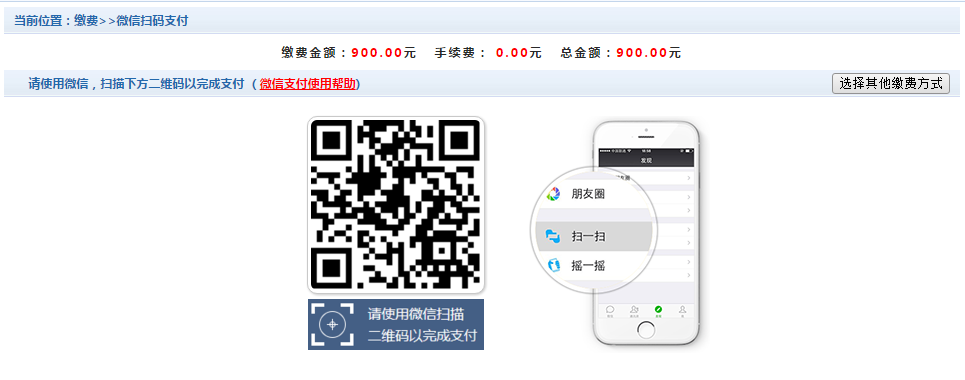 当前位置：缴费>>微信扫码支付
缴费金额：900.00元 手续费： 0.00元 总金额：900.00元
请使用微信，扫描下方二维码以完成支付 （微信支付使用帮助）
选择其他缴费方式
发现
朋友圈
扫一扫
摇一摇
请使用微信扫描
二维码以完成支付